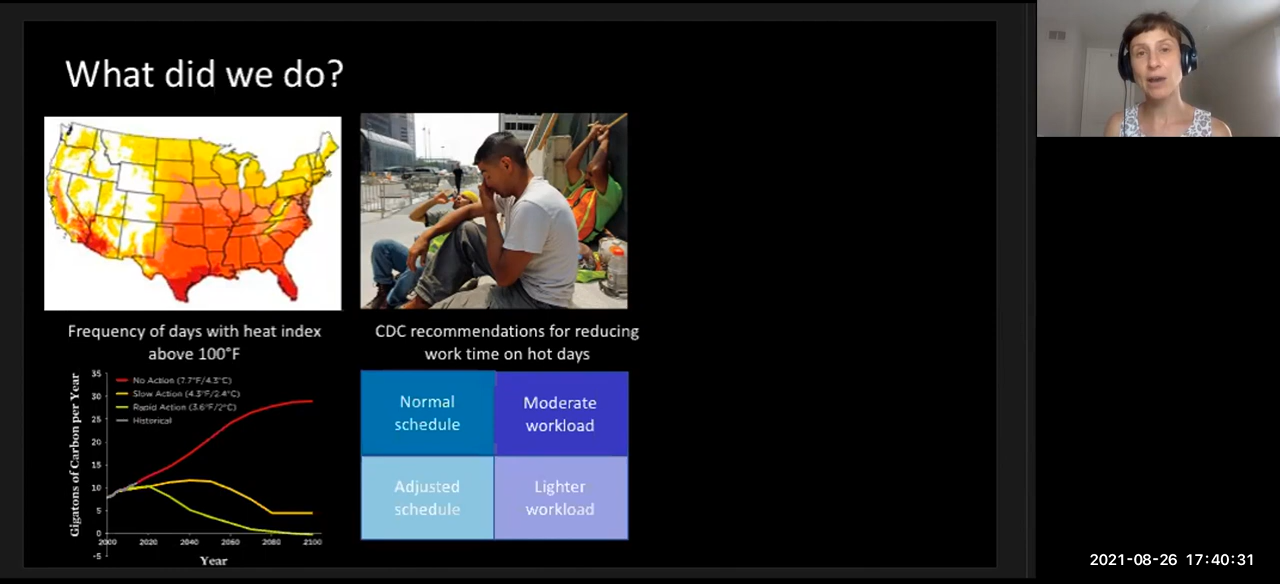 What did we do?
Frequency of days with heat index
above 100°F
CDC recommendations for reducing
work time on hot days
Gigatons of Carbon per Year
35
30
25
20
15
10
5
0
-5
No Action (7.7°F/4.3°C)
Slow Action (4.3°F/2.4°C)
Rapid Action (3.6°F/2°C)
Historical
2000 2020 2040 2060 2080 2100
Year
Normal
schedule
Moderate
workload
Adjusted
schedule
Lighter
workload
2021-08-26 17:40:31